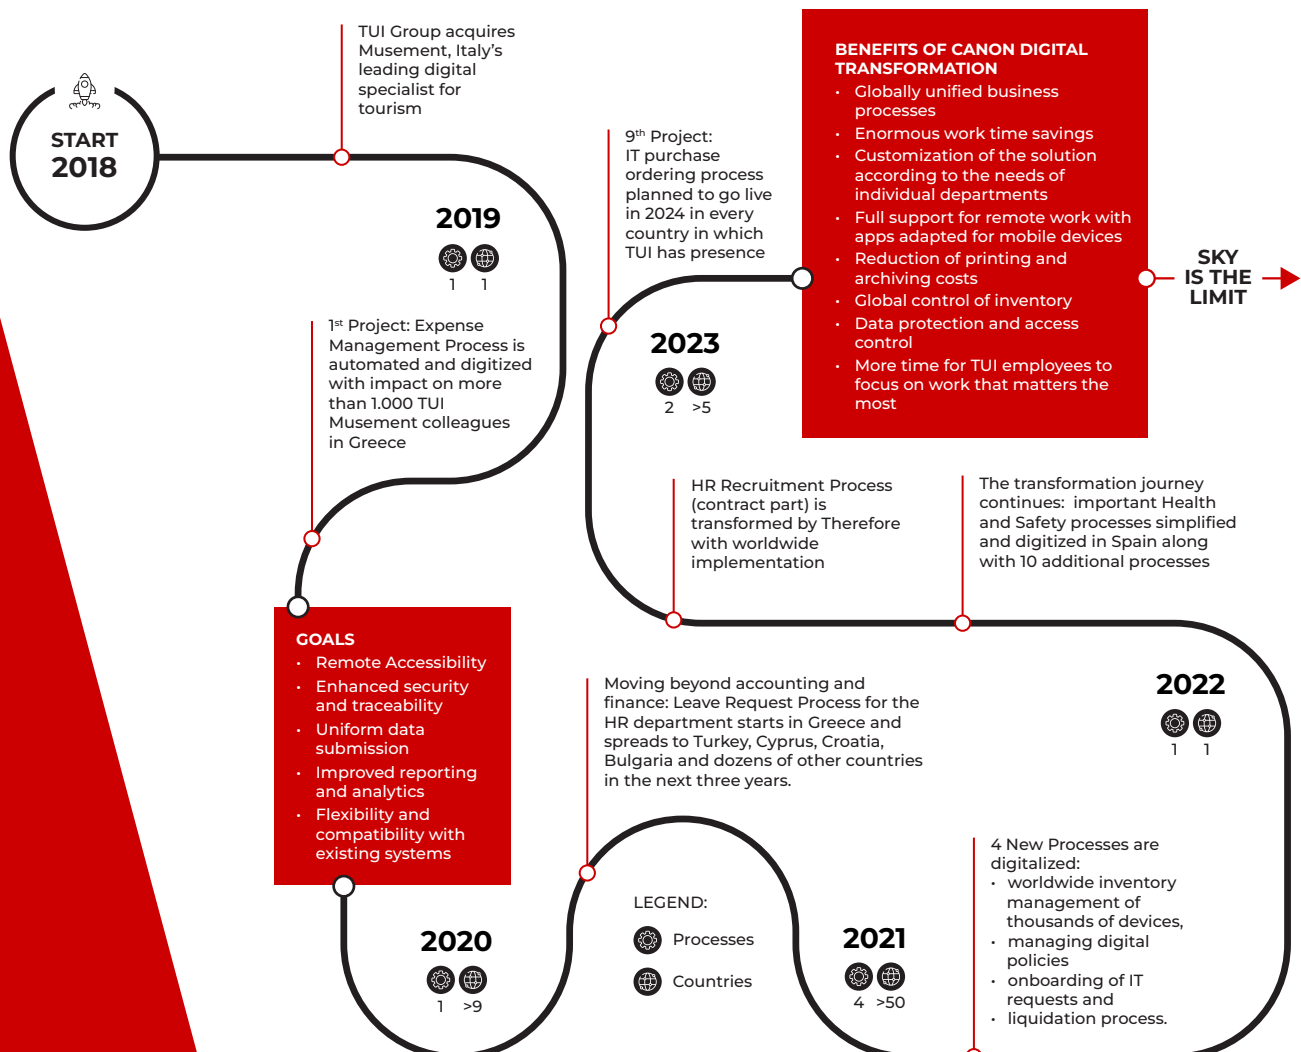 START
2018
TUI Group acquires
Musement, Italy’s
leading digital
specialist for
tourism
2019
1 1
1st Project: Expense
Management Process is
automated and digitized
with impact on more
than 1.000 TUI
Musement colleagues
in Greece
GOALS
• Remote Accessibility
• Enhanced security
and traceability
• Uniform data
submission
• Improved reporting
and analytics
• Flexibility and
compatibility with
existing systems
2020
1 >9
Moving beyond accounting and
finance: Leave Request Process for the
HR department starts in Greece and
spreads to Turkey, Cyprus, Croatia,
Bulgaria and dozens of other countries
in the next three years.
LEGEND:
Processes
Countries
2021
4 >50
4 New Processes are
digitalized:
• worldwide inventory
management of
thousands of devices,
• managing digital
policies
• onboarding of IT
requests and
• liquidation process.
2022
1 1
The transformation journey
continues: important Health
and Safety processes simplified
and digitized in Spain along
with 10 additional processes
HR Recruitment Process
(contract part) is
transformed by Therefore
with worldwide
implementation
2023
2 >5
9th Project:
IT purchase
ordering process
planned to go live
in 2024 in every
country in which
TUI has presence
BENEFITS OF CANON DIGITAL
TRANSFORMATION
• Globally unified business
processes
• Enormous work time savings
• Customization of the solution
according to the needs of
individual departments
• Full support for remote work with
apps adapted for mobile devices
• Reduction of printing and
archiving costs
• Global control of inventory
• Data protection and access
control
• More time for TUI employees to
focus on work that matters the
most
SKY
IS THE
LIMIT